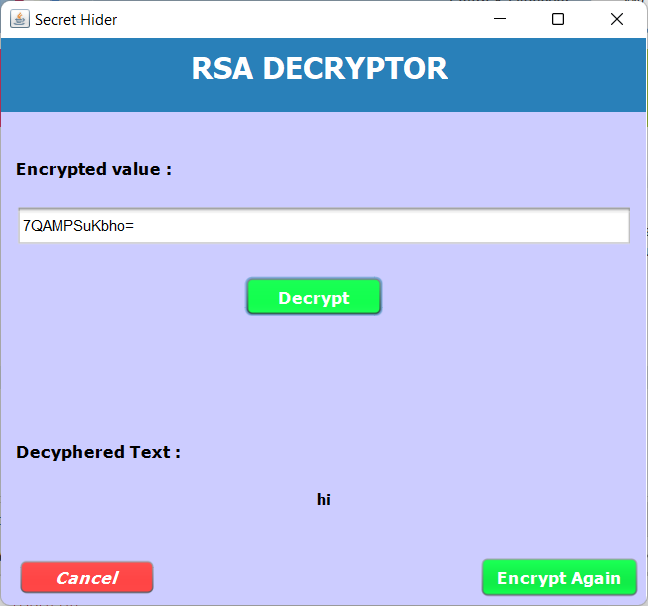 Secret Hider
RSA DECRYPTOR
Encrypted value :
7QAMPSuKbho=
Decrypt
Decyphered Text :
hi
Cancel
Encrypt Again